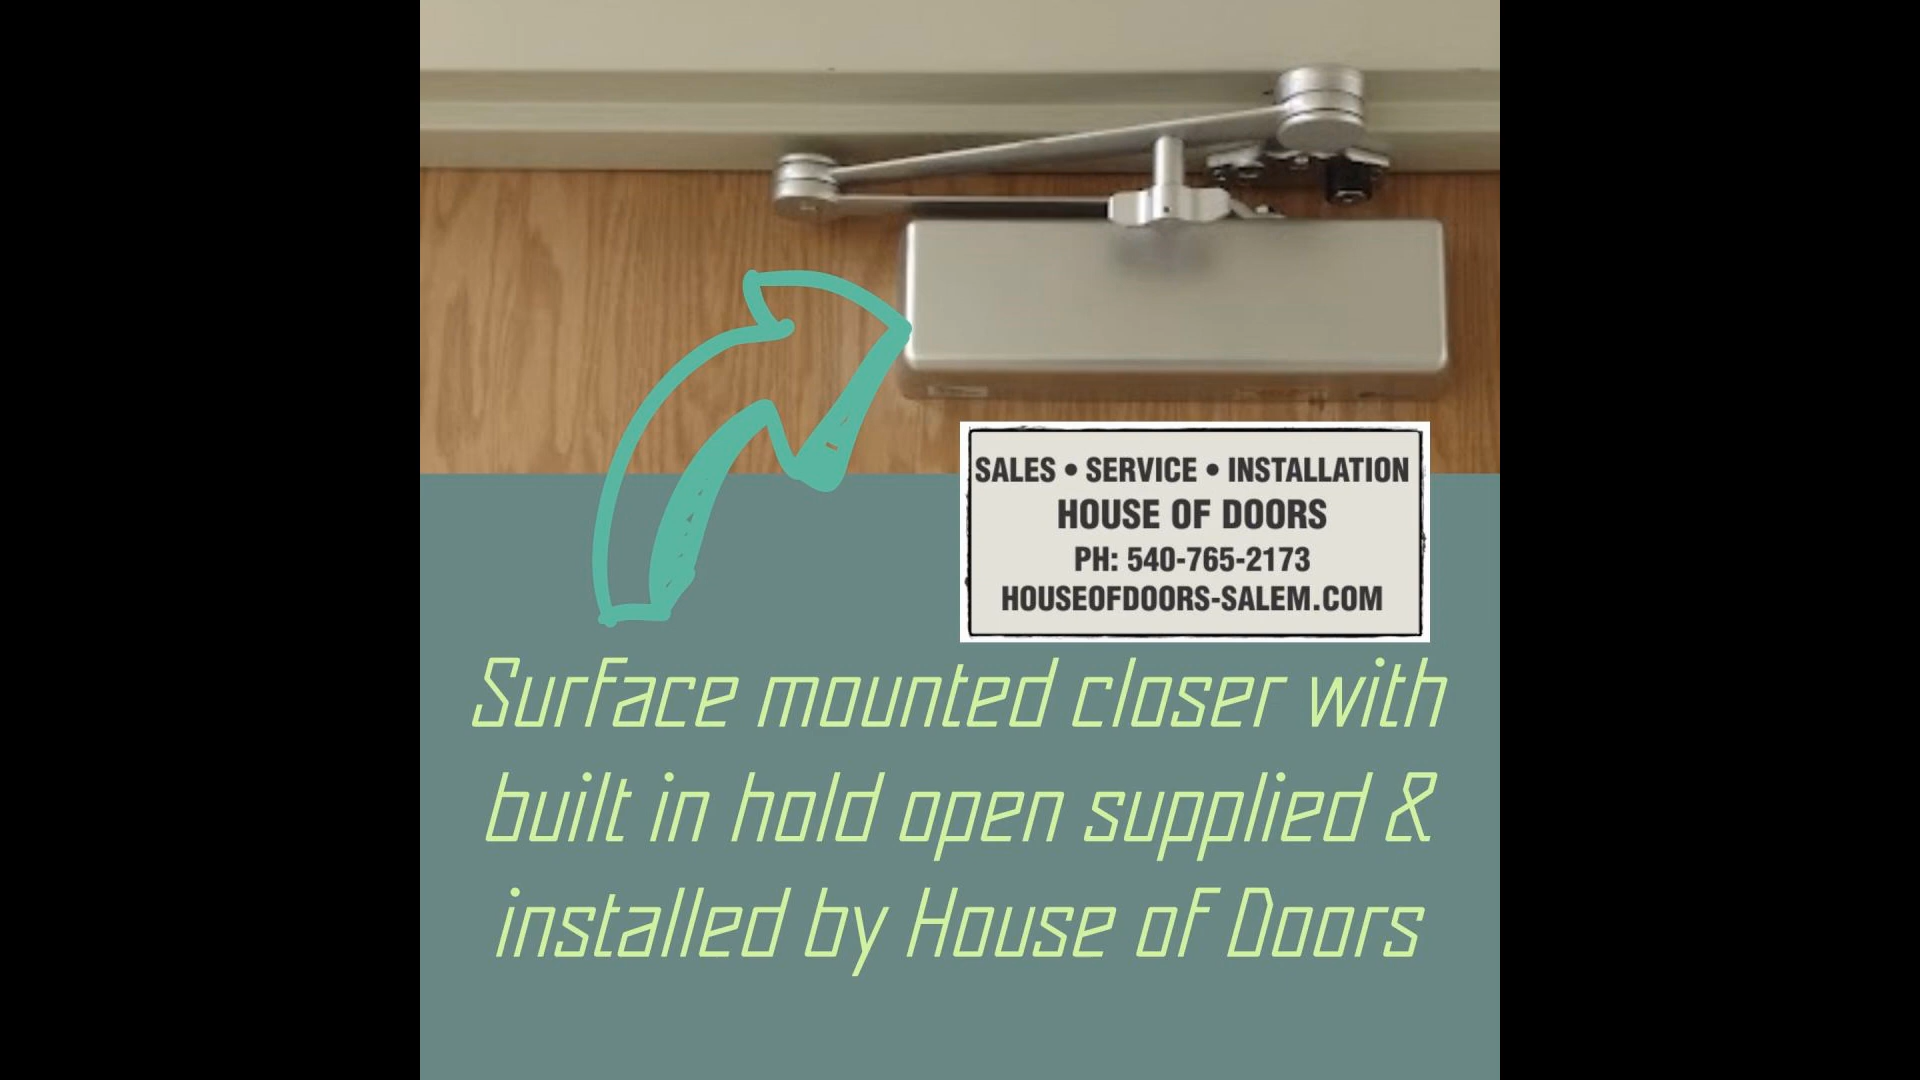 SALES • SERVICE • INSTALLATION
HOUSE OF DOORS
PH: 540-765-2173
HOUSEOFDOORS-SALEM.COM
Surface mounted closer with
built in hold open supplied &
installed by House of Doors